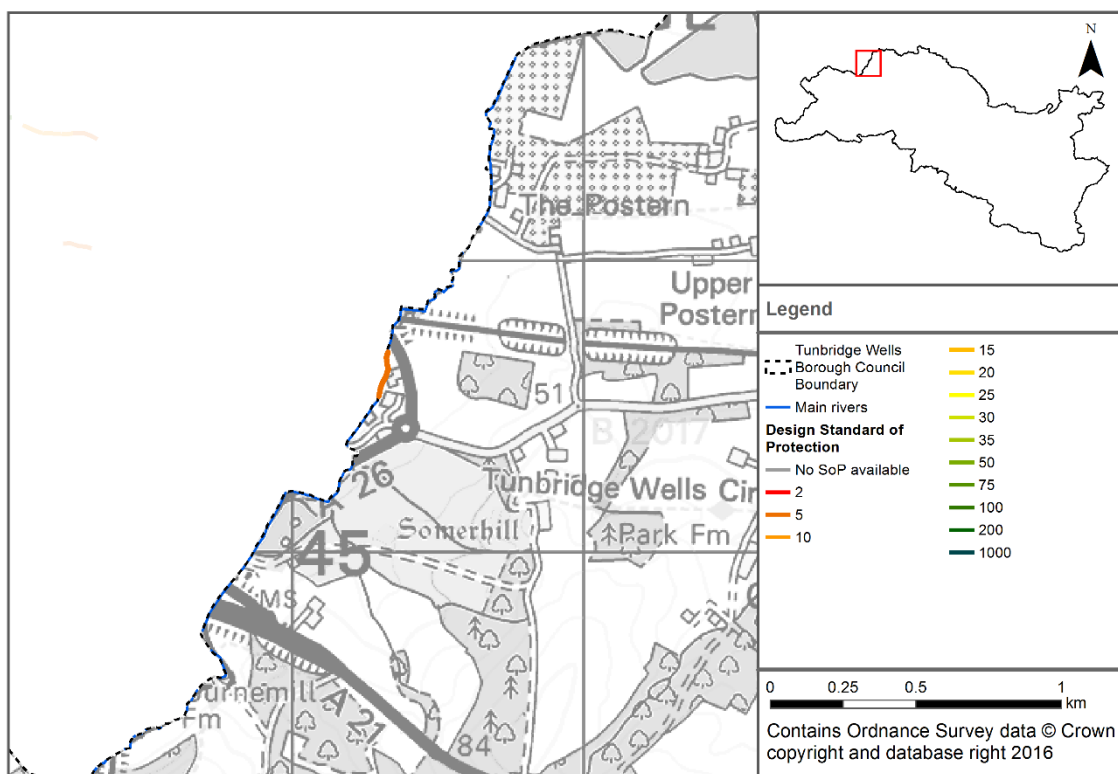 The Postern
Upper
Postern
51
B 2017
26
Tunbridge Wells Cir
Somerhill
Park Fm
45
MS
A 21
urnemill
Fm
84
N
Legend
Tunbridge Wells
Borough Council
Boundary
Main rivers
Design Standard of
Protection
No SoP available
2
5
10
15
20
25
30
35
50
75
100
200
1000
0 0.25 0.5 1
km
Contains Ordnance Survey data © Crown
copyright and database right 2016